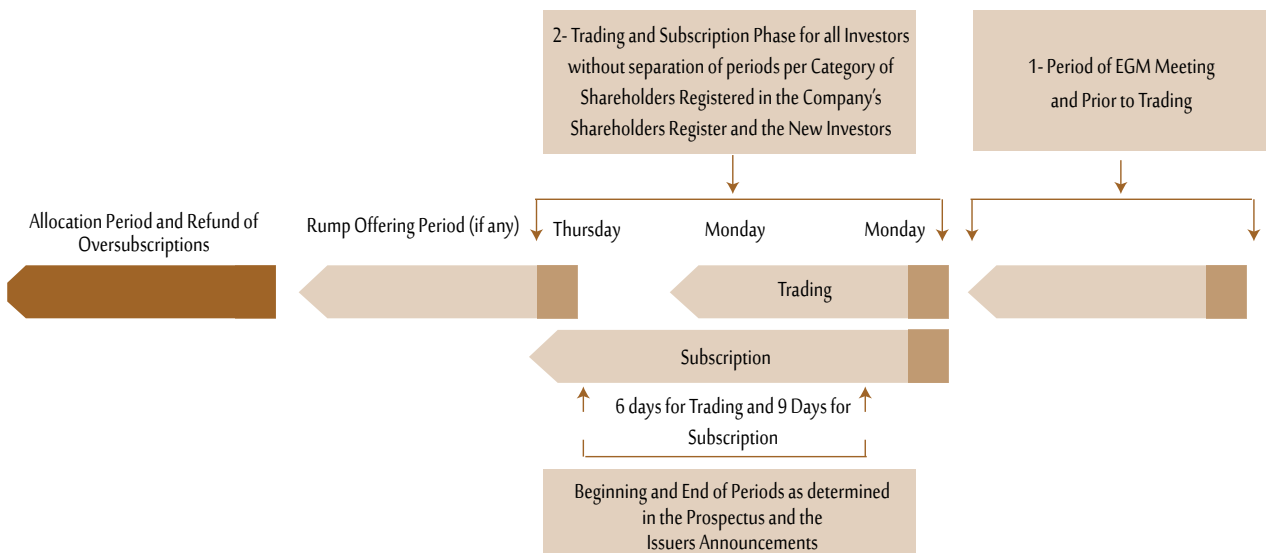 2- Trading and Subscription Phase for all Investors
without separation of periods per Category of
Shareholders Registered in the Company's
Shareholders Register and the New Investors
1- Period of EGM Meeting
and Prior to Trading
Allocation Period and Refund of
Oversubscriptions
Rump Offering Period (if any)
Thursday
Monday
Monday
Trading
Subscription
6 days for Trading and 9 Days for
Subscription
Beginning and End of Periods as determined
in the Prospectus and the
Issuers Announcements